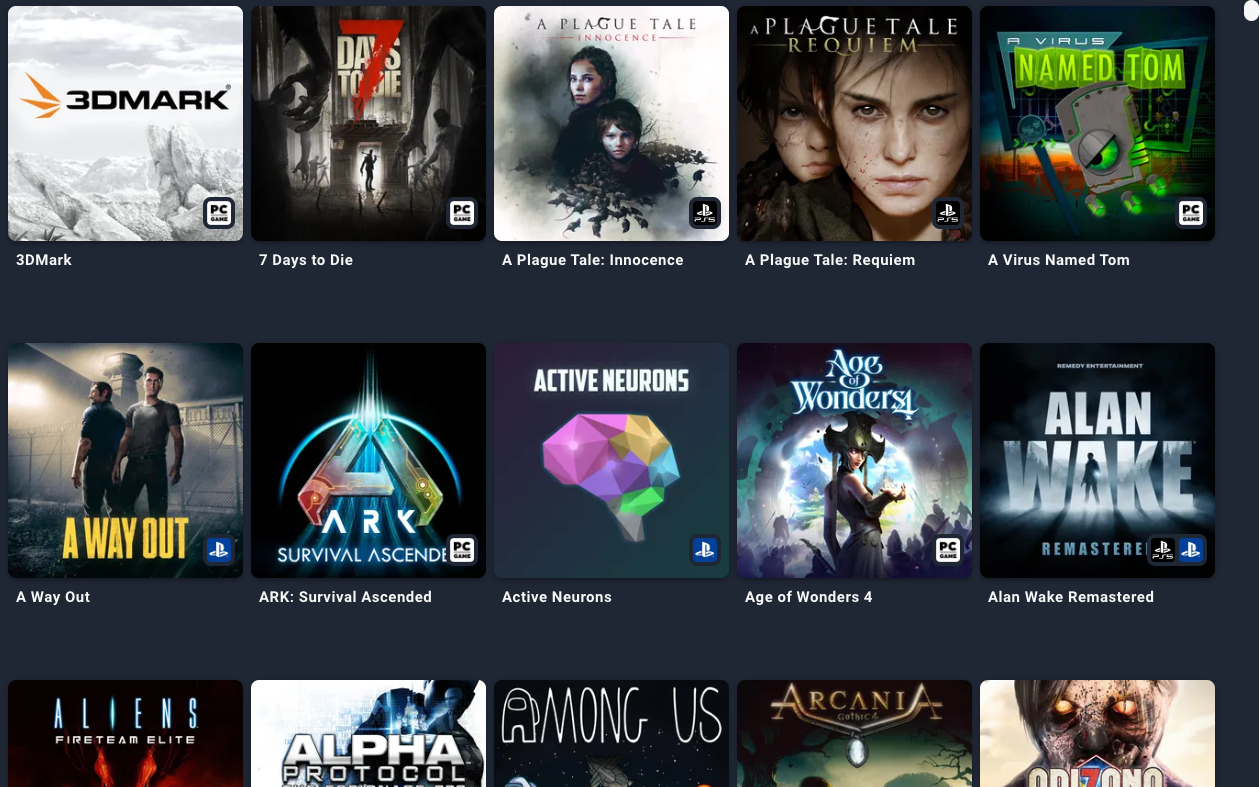 3DMARK®
PC
GAME
3DMark
7
DAYS
TO DIE
PC
GAME
7 Days to Die
A PLAGUE TALE
INNOCENCE
PS5
A Plague Tale: Innocence
A PLAGUE TALE
REQUIEM
PS5
A Plague Tale: Requiem
A VIRUS
NAMED TOM
PC
GAME
A Virus Named Tom
A WAY OUT
A Way Out
ARK
SURVIVAL ASCENDE
PC
GAME
ARK: Survival Ascended
ACTIVE NEURONS
Active Neurons
Age
of
Wonders 4
PC
GAME
Age of Wonders 4
REMEDY ENTERTAINMENT
ALAN
WAKE
REMASTERE
PS5
Alan Wake Remastered
ALIENS
FIRETEAM ELITE
ALPHA
PROTOCOL
AMONG US
ARCANIA
GOTHIC 4